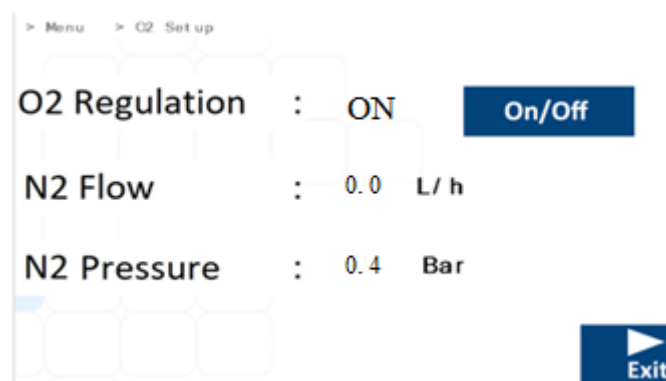 > Menu > O2 Set up
O2 Regulation : ON On/Off
N2 Flow : 0.0 L/ h
N2 Pressure : 0.4 Bar
Exit